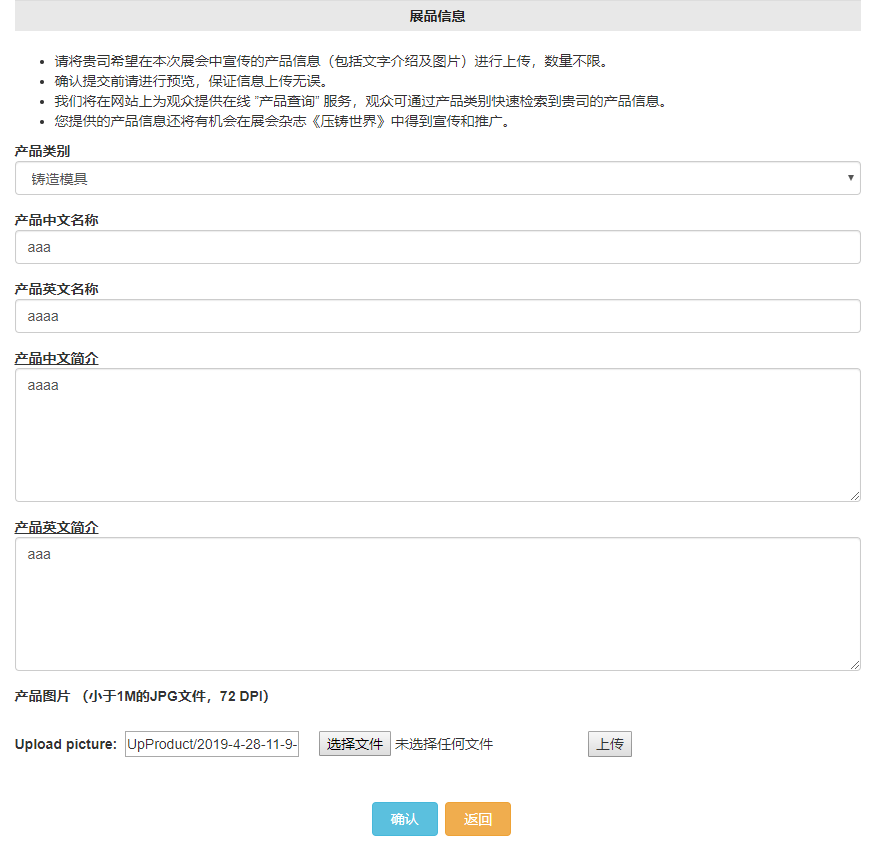 展品信息
请将贵司希望在本次展会中宣传的产品信息（包括文字介绍及图片）进行上传，数量不限。
确认提交前请进行预览，保证信息上传无误。
我们将在网站上为观众提供在线 "产品查询" 服务，观众可通过产品类别快速检索到贵司的产品信息。
您提供的产品信息还将有机会在展会杂志《压铸世界》中得到宣传和推广。
产品类别
铸造模具
产品中文名称
aaa
产品英文名称
aaaa
产品中文简介
aaaa
产品英文简介
aaa
产品图片 （小于1M的JPG文件，72 DPI）
Upload picture: UpProduct/2019-4-28-11-9- 选择文件 未选择任何文件 上传
确认 返回